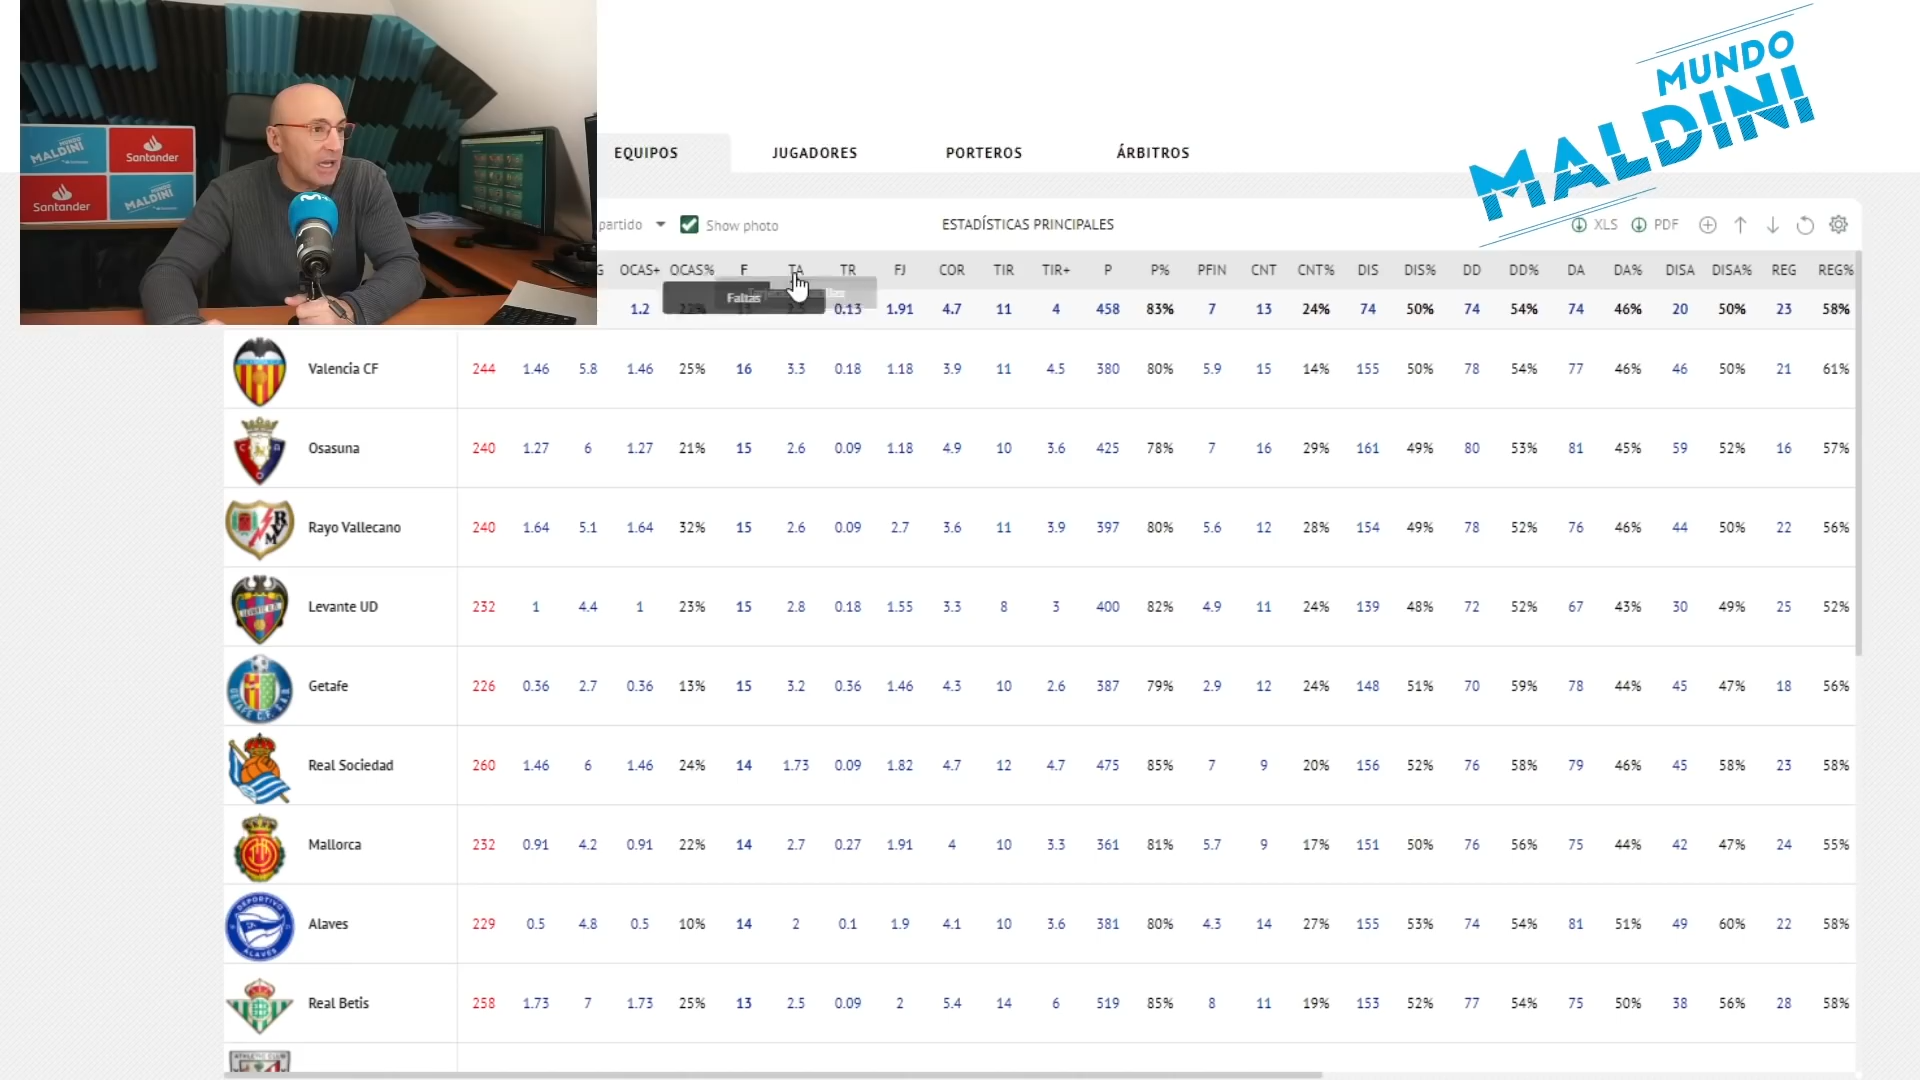 MUNDO
MALDINI
MUNDO
MALDINI
Santander
Santander
MALDINI
EQUIPOS JUGADORES PORTEROS ÁRBITROS
partido Show photo ESTADÍSTICAS PRINCIPALES XLS PDF
G OCAS+ OCAS% F TA TR FJ COR TIR TIR+ P P% PFIN CNT CNT% DIS DIS% DD DD% DA DA% DISA DISA% REG REG%
Faltas
1.2 0.13 1.91 4.7 11 4 458 83% 7 13 24% 74 50% 74 54% 74 46% 20 50% 23 58%
Valencia CF 244 1.46 5.8 1.46 25% 16 3.3 0.18 1.18 3.9 11 4.5 380 80% 5.9 15 14% 155 50% 78 54% 77 46% 46 50% 21 61%
Osasuna 240 1.27 6 1.27 21% 15 2.6 0.09 1.18 4.9 10 3.6 425 78% 7 16 29% 161 49% 80 53% 81 45% 59 52% 16 57%
Rayo Vallecano 240 1.64 5.1 1.64 32% 15 2.6 0.09 2.7 3.6 11 3.9 397 80% 5.6 12 28% 154 49% 78 52% 76 46% 44 50% 22 56%
Levante UD 232 1 4.4 1 23% 15 2.8 0.18 1.55 3.3 8 3 400 82% 4.9 11 24% 139 48% 72 52% 67 43% 30 49% 25 52%
Getafe 226 0.36 2.7 0.36 13% 15 3.2 0.36 1.46 4.3 10 2.6 387 79% 2.9 12 24% 148 51% 70 59% 78 44% 45 47% 18 56%
Real Sociedad 260 1.46 6 1.46 24% 14 1.73 0.09 1.82 4.7 12 4.7 475 85% 7 9 20% 156 52% 76 58% 79 46% 45 58% 23 58%
Mallorca 232 0.91 4.2 0.91 22% 14 2.7 0.27 1.91 4 10 3.3 361 81% 5.7 9 17% 151 50% 76 56% 75 44% 42 47% 24 55%
Alaves 229 0.5 4.8 0.5 10% 14 2 0.1 1.9 4.1 10 3.6 381 80% 4.3 14 27% 155 53% 74 54% 81 51% 49 60% 22 58%
DEPORTIVO
ALAVÉS
Real Betis 258 1.73 7 1.73 25% 13 2.5 0.09 2 5.4 14 6 519 85% 8 11 19% 153 52% 77 54% 75 50% 38 56% 28 58%
ATHLETIC CLUB